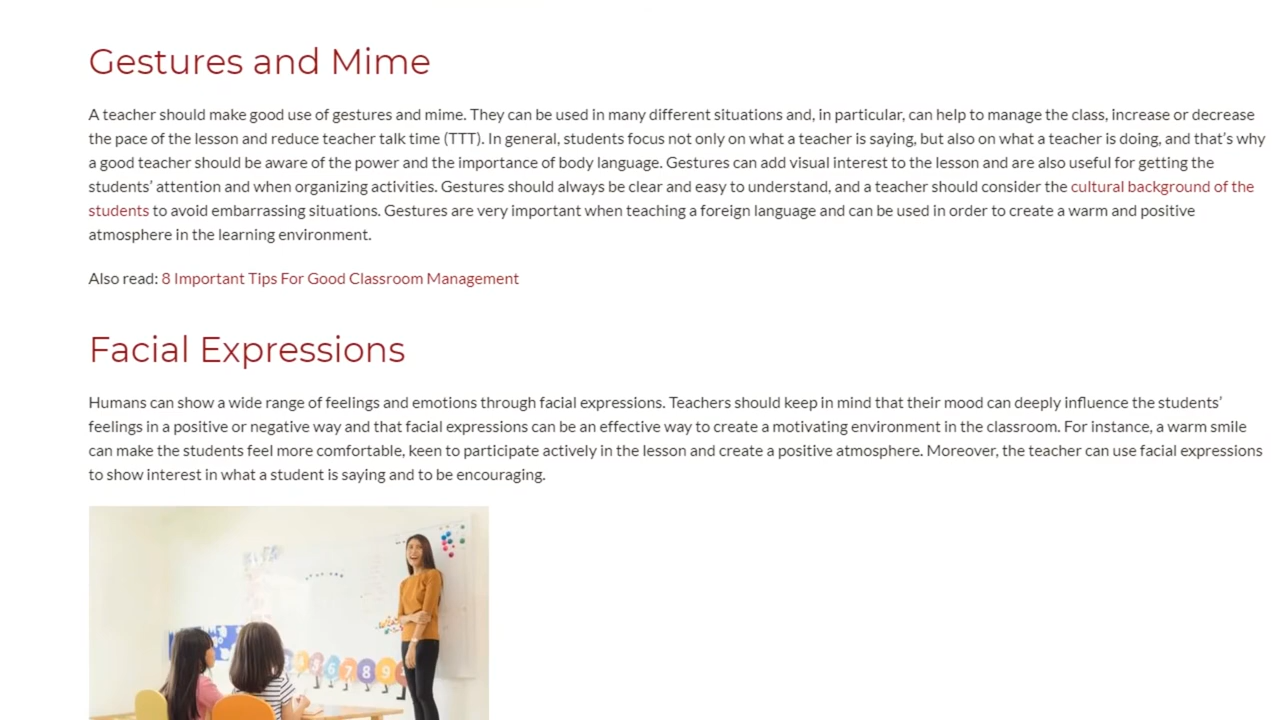 Gestures and Mime
A teacher should make good use of gestures and mime. They can be used in many different situations and, in particular, can help to manage the class, increase or decrease
the pace of the lesson and reduce teacher talk time (TTT). In general, students focus not only on what a teacher is saying, but also on what a teacher is doing, and that’s why
a good teacher should be aware of the power and the importance of body language. Gestures can add visual interest to the lesson and are also useful for getting the
students’ attention and when organizing activities. Gestures should always be clear and easy to understand, and a teacher should consider the cultural background of the
students to avoid embarrassing situations. Gestures are very important when teaching a foreign language and can be used in order to create a warm and positive
atmosphere in the learning environment.
Also read: 8 Important Tips For Good Classroom Management
Facial Expressions
Humans can show a wide range of feelings and emotions through facial expressions. Teachers should keep in mind that their mood can deeply influence the students’
feelings in a positive or negative way and that facial expressions can be an effective way to create a motivating environment in the classroom. For instance, a warm smile
can make the students feel more comfortable, keen to participate actively in the lesson and create a positive atmosphere. Moreover, the teacher can use facial expressions
to show interest in what a student is saying and to be encouraging.
6 7 8 9